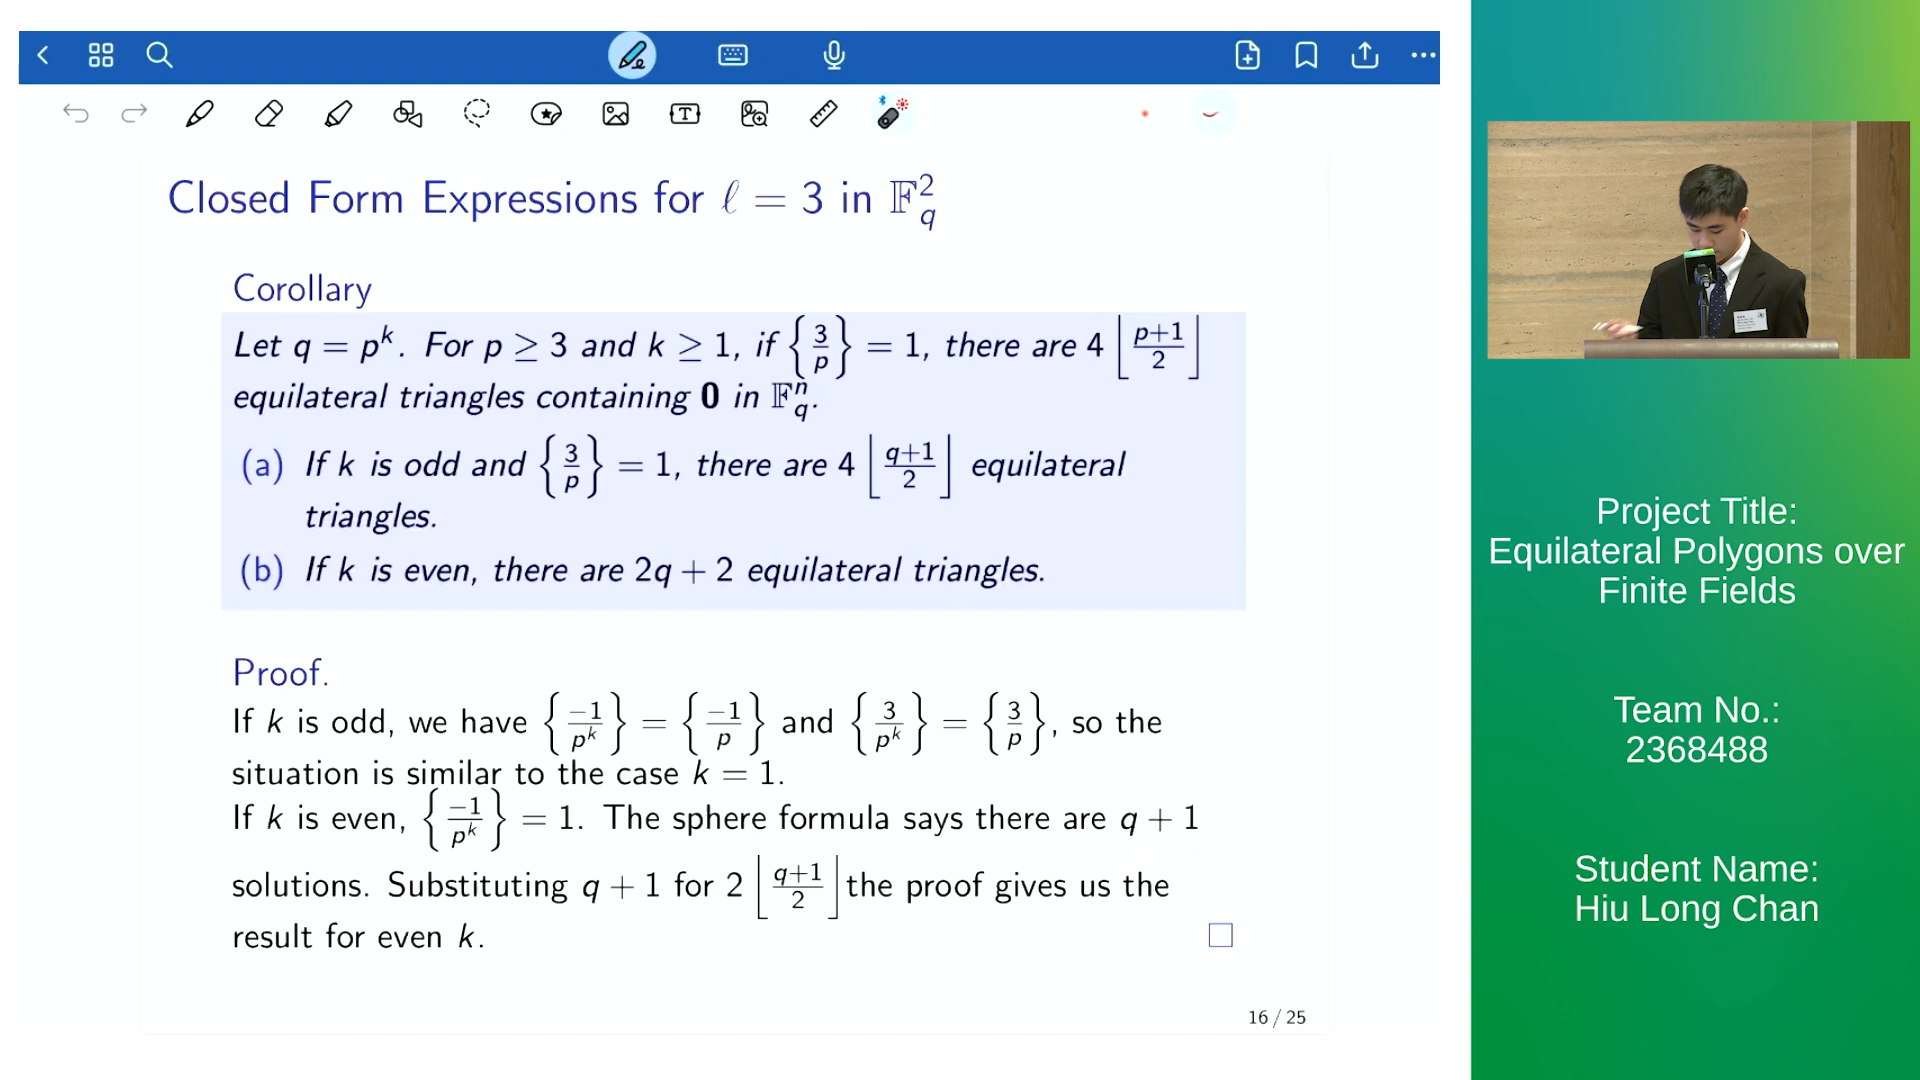 Closed Form Expressions for ℓ = 3 in 𝔽_q^2
Corollary
Let q = p^k. For p ≥ 3 and k ≥ 1, if {3/p} = 1, there are 4 ⌊(p+1)/2⌋
equilateral triangles containing 0 in 𝔽_q^n.
(a) If k is odd and {3/p} = 1, there are 4 ⌊(q+1)/2⌋ equilateral
triangles.
(b) If k is even, there are 2q + 2 equilateral triangles.
Proof.
If k is odd, we have {−1/p^k} = {−1/p} and {3/p^k} = {3/p}, so the
situation is similar to the case k = 1.
If k is even, {−1/p^k} = 1. The sphere formula says there are q + 1
solutions. Substituting q + 1 for 2 ⌊(q+1)/2⌋ the proof gives us the
result for even k.
16 / 25
Project Title:
Equilateral Polygons over
Finite Fields
Team No.:
2368488
Student Name:
Hiu Long Chan